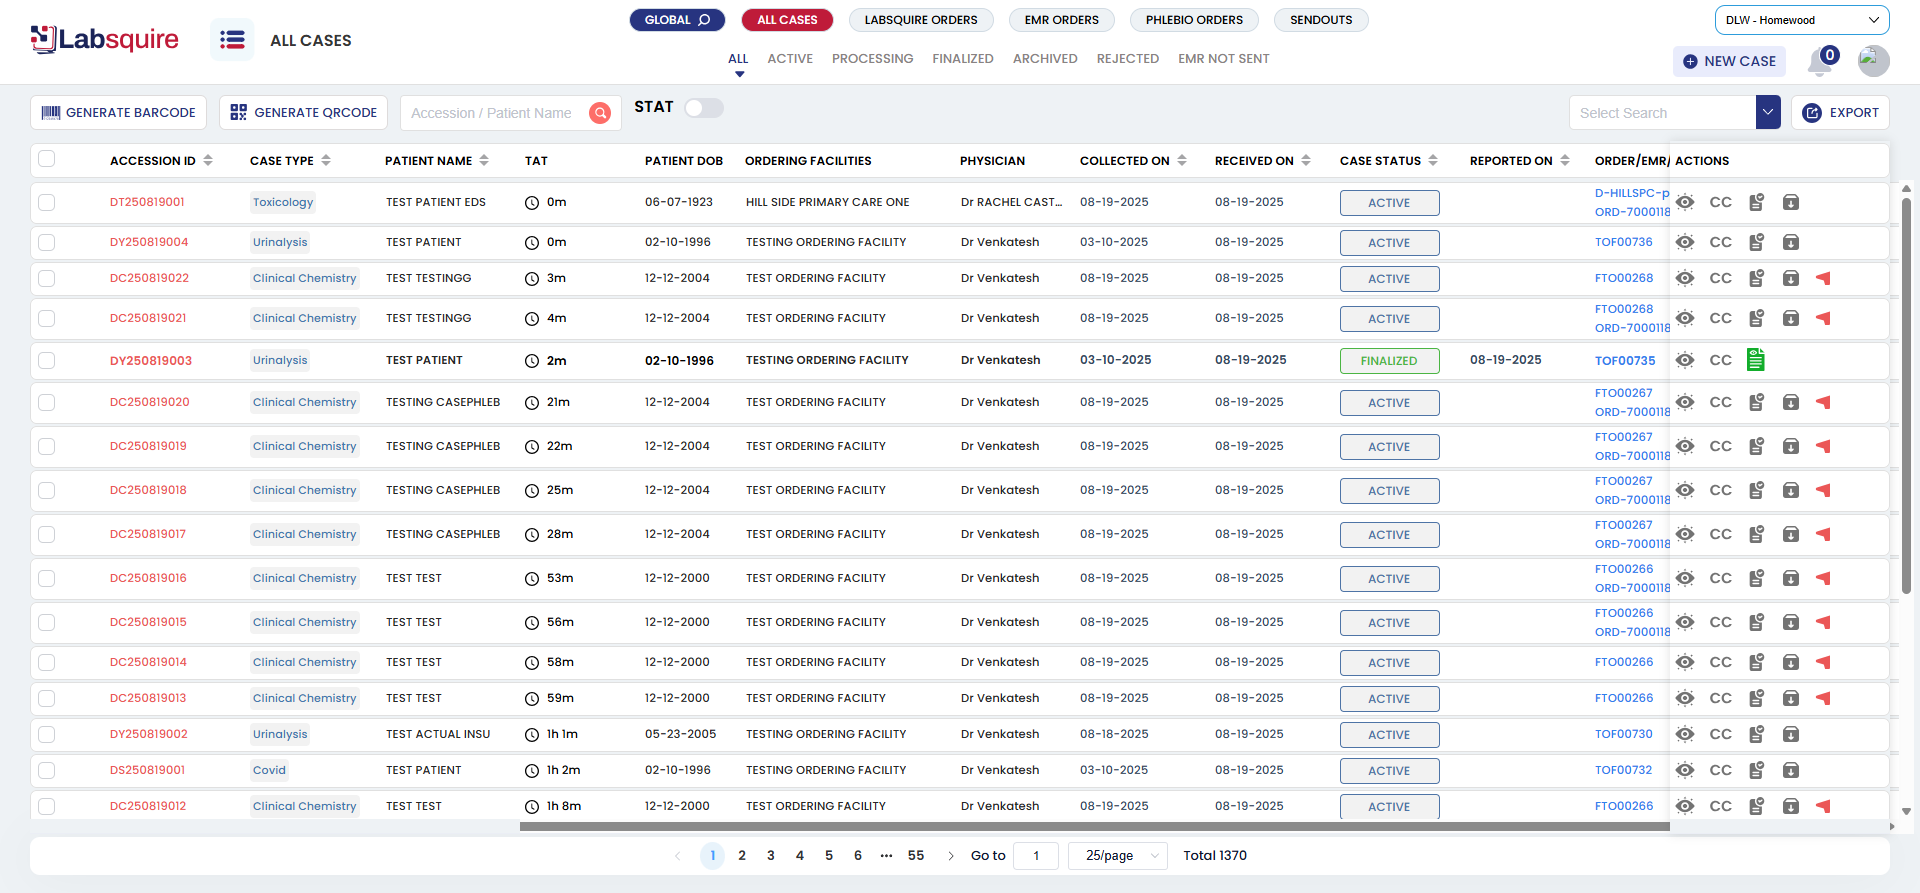 Labsquire
ALL CASES
GLOBAL
ALL CASES
LABSQUIRE ORDERS
EMR ORDERS
PHLEBIO ORDERS
SENDOUTS
DLW - Homewood
ALL
ACTIVE
PROCESSING
FINALIZED
ARCHIVED
REJECTED
EMR NOT SENT
NEW CASE
0
GENERATE BARCODE
GENERATE QRCODE
Accession / Patient Name
STAT
Select Search
EXPORT
ACCESSION ID CASE TYPE PATIENT NAME TAT PATIENT DOB ORDERING FACILITIES PHYSICIAN COLLECTED ON RECEIVED ON CASE STATUS REPORTED ON ORDER/EMR/ ACTIONS
DT250819001 Toxicology TEST PATIENT EDS 0m 06-07-1923 HILL SIDE PRIMARY CARE ONE Dr RACHEL CAST... 08-19-2025 08-19-2025 ACTIVE D-HILLSPC-p CC
ORD-7000118
DY250819004 Urinalysis TEST PATIENT 0m 02-10-1996 TESTING ORDERING FACILITY Dr Venkatesh 03-10-2025 08-19-2025 ACTIVE TOF00736 CC
DC250819022 Clinical Chemistry TEST TESTINGG 3m 12-12-2004 TEST ORDERING FACILITY Dr Venkatesh 08-19-2025 08-19-2025 ACTIVE FTO00268 CC
DC250819021 Clinical Chemistry TEST TESTINGG 4m 12-12-2004 TEST ORDERING FACILITY Dr Venkatesh 08-19-2025 08-19-2025 ACTIVE FTO00268 CC
ORD-7000118
DY250819003 Urinalysis TEST PATIENT 2m 02-10-1996 TESTING ORDERING FACILITY Dr Venkatesh 03-10-2025 08-19-2025 FINALIZED 08-19-2025 TOF00735 CC
DC250819020 Clinical Chemistry TESTING CASEPHLEB 21m 12-12-2004 TEST ORDERING FACILITY Dr Venkatesh 08-19-2025 08-19-2025 ACTIVE FTO00267 CC
ORD-7000118
DC250819019 Clinical Chemistry TESTING CASEPHLEB 22m 12-12-2004 TEST ORDERING FACILITY Dr Venkatesh 08-19-2025 08-19-2025 ACTIVE FTO00267 CC
ORD-7000118
DC250819018 Clinical Chemistry TESTING CASEPHLEB 25m 12-12-2004 TEST ORDERING FACILITY Dr Venkatesh 08-19-2025 08-19-2025 ACTIVE FTO00267 CC
ORD-7000118
DC250819017 Clinical Chemistry TESTING CASEPHLEB 28m 12-12-2004 TEST ORDERING FACILITY Dr Venkatesh 08-19-2025 08-19-2025 ACTIVE FTO00267 CC
ORD-7000118
DC250819016 Clinical Chemistry TEST TEST 53m 12-12-2000 TEST ORDERING FACILITY Dr Venkatesh 08-19-2025 08-19-2025 ACTIVE FTO00266 CC
ORD-7000118
DC250819015 Clinical Chemistry TEST TEST 56m 12-12-2000 TEST ORDERING FACILITY Dr Venkatesh 08-19-2025 08-19-2025 ACTIVE FTO00266 CC
ORD-7000118
DC250819014 Clinical Chemistry TEST TEST 58m 12-12-2000 TEST ORDERING FACILITY Dr Venkatesh 08-19-2025 08-19-2025 ACTIVE FTO00266 CC
DC250819013 Clinical Chemistry TEST TEST 59m 12-12-2000 TEST ORDERING FACILITY Dr Venkatesh 08-19-2025 08-19-2025 ACTIVE FTO00266 CC
DY250819002 Urinalysis TEST ACTUAL INSU 1h 1m 05-23-2005 TESTING ORDERING FACILITY Dr Venkatesh 08-18-2025 08-19-2025 ACTIVE TOF00730 CC
DS250819001 Covid TEST PATIENT 1h 2m 02-10-1996 TESTING ORDERING FACILITY Dr Venkatesh 03-10-2025 08-19-2025 ACTIVE TOF00732 CC
DC250819012 Clinical Chemistry TEST TEST 1h 8m 12-12-2000 TEST ORDERING FACILITY Dr Venkatesh 08-19-2025 08-19-2025 ACTIVE FTO00266 CC
1 2 3 4 5 6 ••• 55 Go to 1 25/page Total 1370